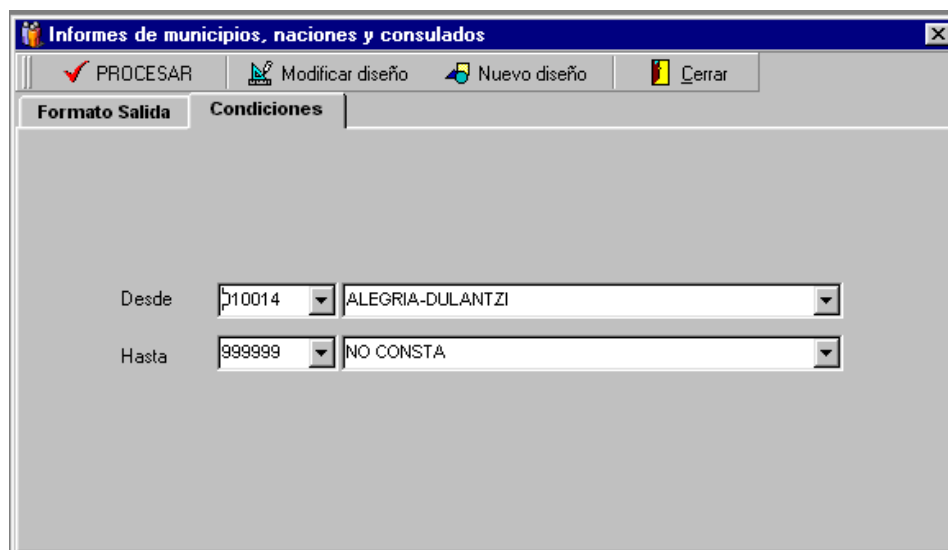 Informes de municipios, naciones y consulados
PROCESAR Modificar diseño Nuevo diseño Cerrar
Formato Salida Condiciones
Desde 010014 ALEGRIA-DULANTZI
Hasta 999999 NO CONSTA